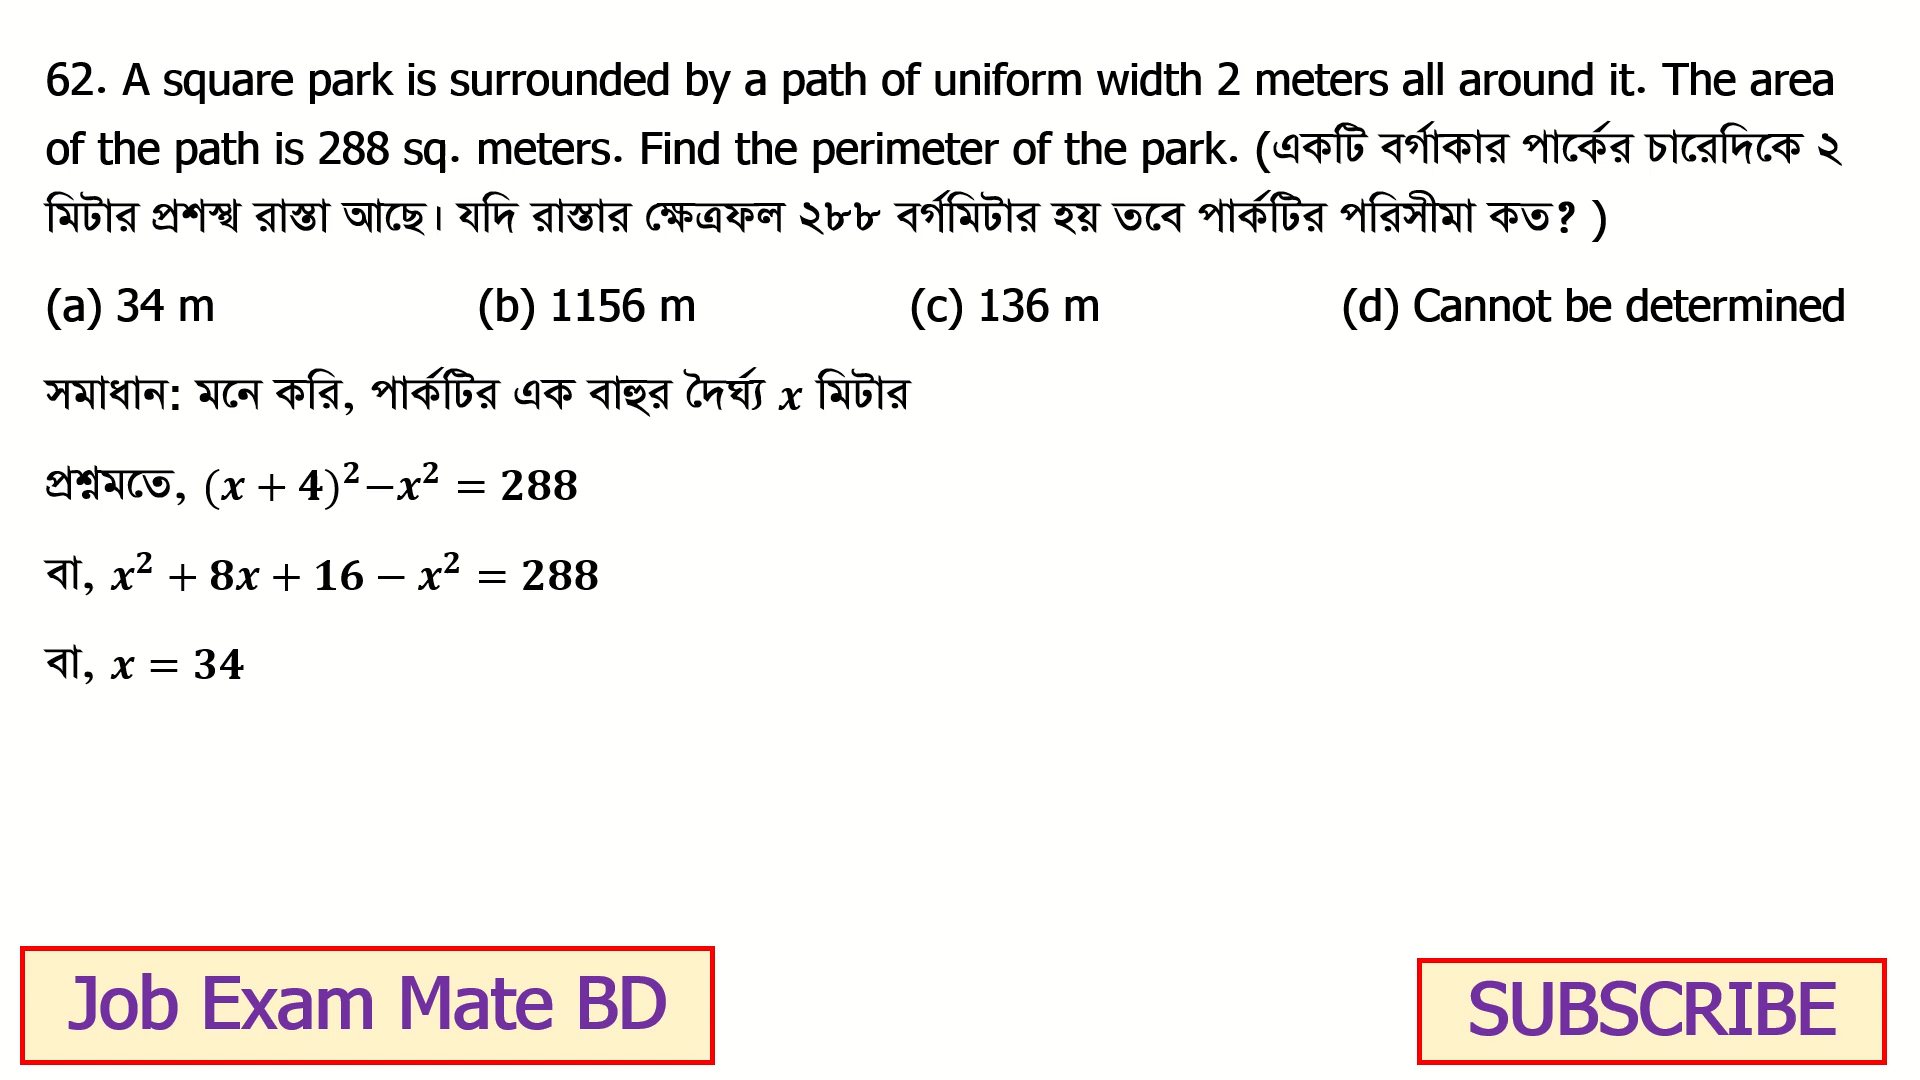 62. A square park is surrounded by a path of uniform width 2 meters all around it. The area
of the path is 288 sq. meters. Find the perimeter of the park. (একটি বর্গাকার পার্কের চারেদিকে ২
মিটার প্রশস্থ রাস্তা আছে। যদি রাস্তার ক্ষেত্রফল ২৮৮ বর্গমিটার হয় তবে পার্কটির পরিসীমা কত? )
(a) 34 m (b) 1156 m (c) 136 m (d) Cannot be determined
সমাধান: মনে করি, পার্কটির এক বাহুর দৈর্ঘ্য x মিটার
প্রশ্নমতে, (x + 4)²−x² = 288
বা, x² + 8x + 16 − x² = 288
বা, x = 34
Job Exam Mate BD
SUBSCRIBE